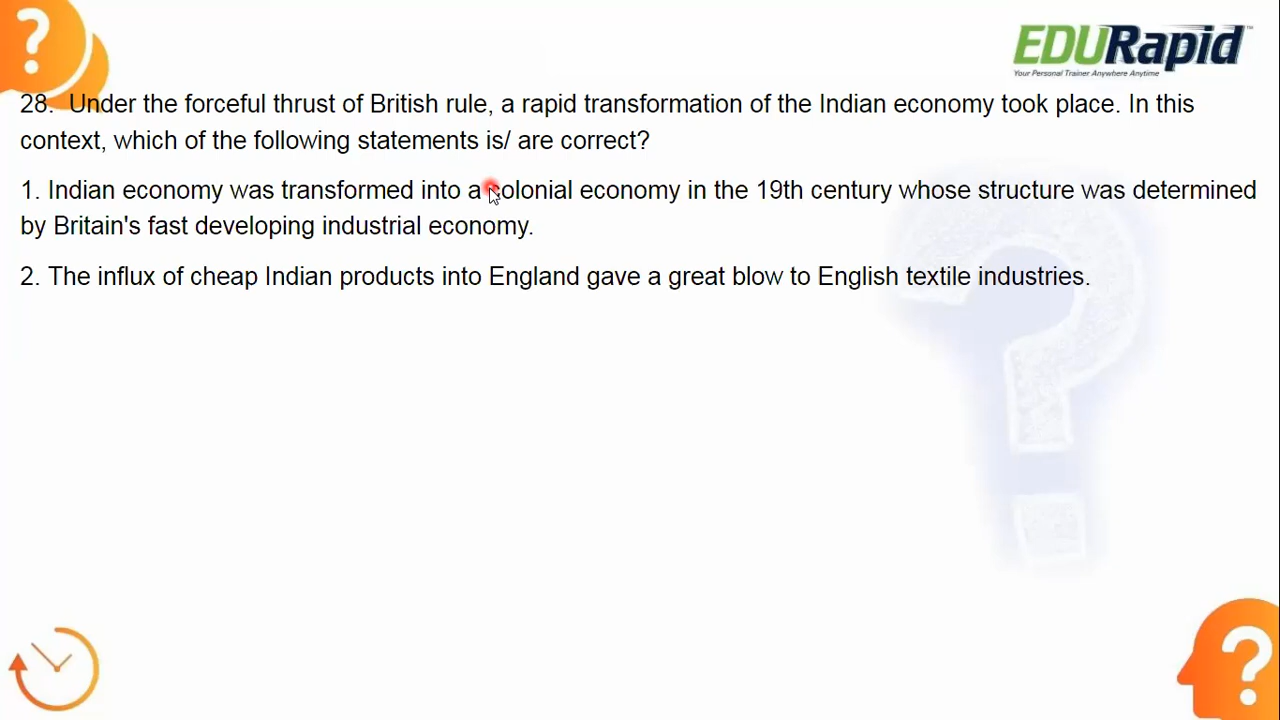 EDURapid
Your Personal Trainer Anywhere Anytime
28. Under the forceful thrust of British rule, a rapid transformation of the Indian economy took place. In this
context, which of the following statements is/ are correct?
1. Indian economy was transformed into a colonial economy in the 19th century whose structure was determined
by Britain's fast developing industrial economy.
2. The influx of cheap Indian products into England gave a great blow to English textile industries.